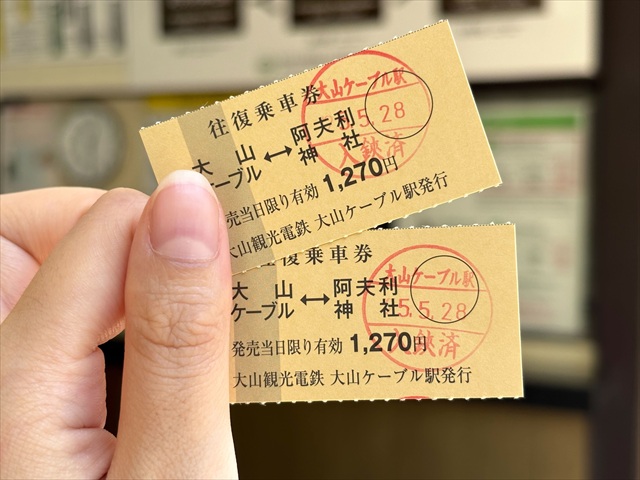 往復乗車券
大山ケーブル ↔ 阿夫利神社
発売当日限り有効 1,270円
大山観光電鉄 大山ケーブル駅発行
大山ケーブル駅
5.28
入鋏済
往復乗車券
大山ケーブル ↔ 阿夫利神社
発売当日限り有効 1,270円
大山観光電鉄 大山ケーブル駅発行
大山ケーブル駅
5.5.28
入鋏済